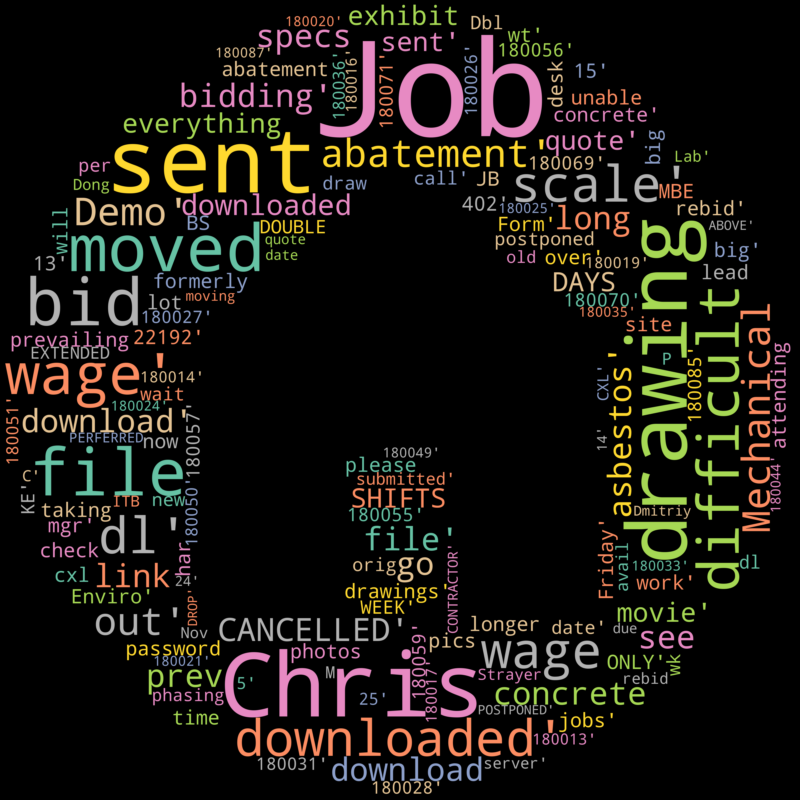 180020'
exhibit
Dbl
specs
sent'
wt'
180087'
180056'
abatement
180036'
180016'
180071'
Job
180026'
desk
15'
bidding'
unable
everything
concrete'
sent
abatement'
quote'
big
180069'
Lab'
per
Dong
draw
call'
JB
scale'
MBE
Demo'
downloaded
402'
180025'
long
rebid'
will
BS
DOUBLE
Form'
ABOVE'
moved
quote
date
postponed
drawing
big'
13'
formerly
old
over'
180019'
lead
bid
lot
moving
DAYS
180070'
180027'
180035'
difficult
prevailing
22192'
site
Mechanical
EXTENDED
P
attending
wage'
180014'
asbestos'
180085'
wait
CXL'
download'
180024'
180051'
PERFERRED
now
180057'
14'
file
180049'
please
C'
submitted'
180044'
KE'
ITB
new
180050'
SHIFTS
taking
180055'
Dmitriy
mgr'
dl'
file'
Friday'
check
har
orig
go
avail
180033'
dl
cxl
link
24'
CONTRACTOR'
work'
Enviro'
DROP'
drawings'
WEEK'
out'
Nov
CANCELLED'
longer
date'
due
movie'
password
photos
180059'
pics
wage
see
180021'
M
ONLY'
wk
prev
5'
Chris
180017'
Strayer
rebid
phasing
25'
concrete
time
POSTPONED'
jobs'
downloaded'
180013'
180031'
download
server'
180028'